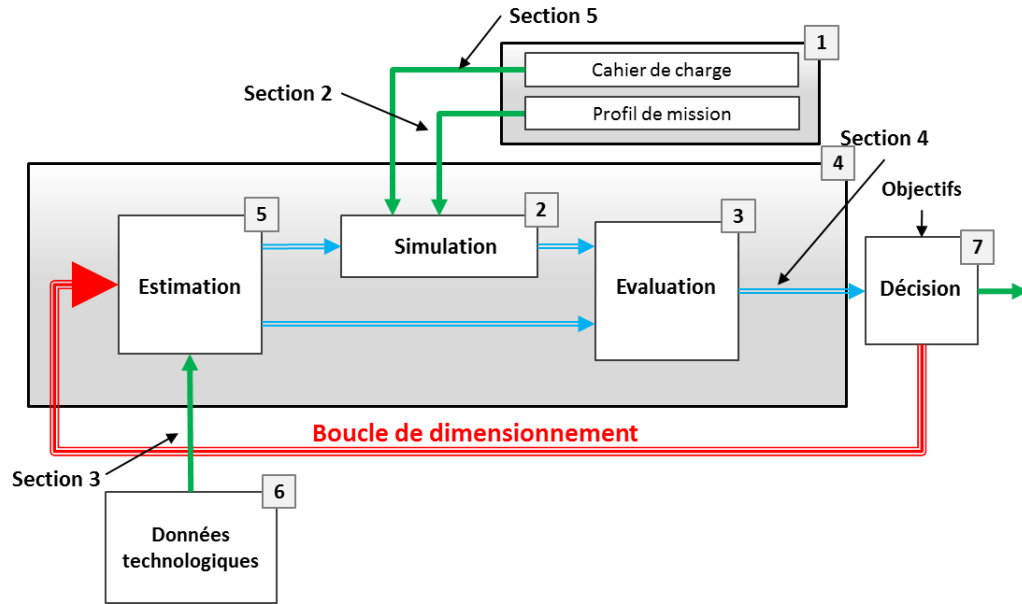 Section 5
1
Cahier de charge
Section 2
Profil de mission
Section 4
4
Objectifs
5
2
3
7
Simulation
Estimation
Evaluation
Décision
Boucle de dimensionnement
Section 3
6
Données
technologiques